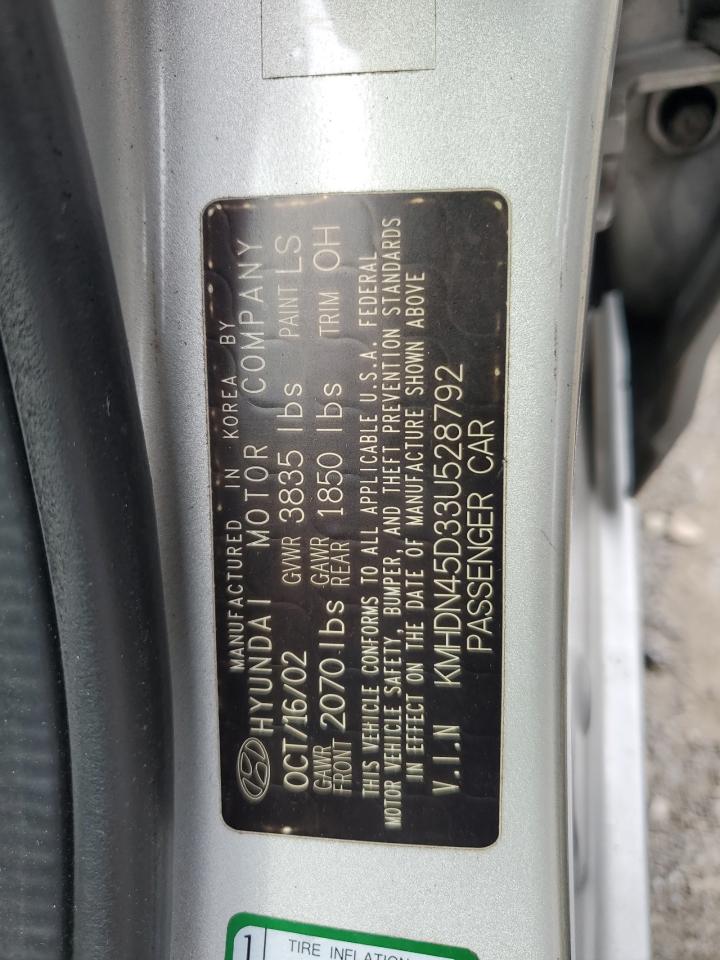 MANUFACTURED IN KOREA BY
HYUNDAI MOTOR COMPANY
OCT/16/02 GVWR 3835 lbs PAINT LS
GAWR FRONT 2070 lbs GAWR REAR 1850 lbs TRIM OH
THIS VEHICLE CONFORMS TO ALL APPLICABLE U.S.A. FEDERAL
MOTOR VEHICLE SAFETY, BUMPER, AND THEFT PREVENTION STANDARDS
IN EFFECT ON THE DATE OF MANUFACTURE SHOWN ABOVE
V.I.N KMHDN45D33U528792
PASSENGER CAR
1 TIRE INFLATION